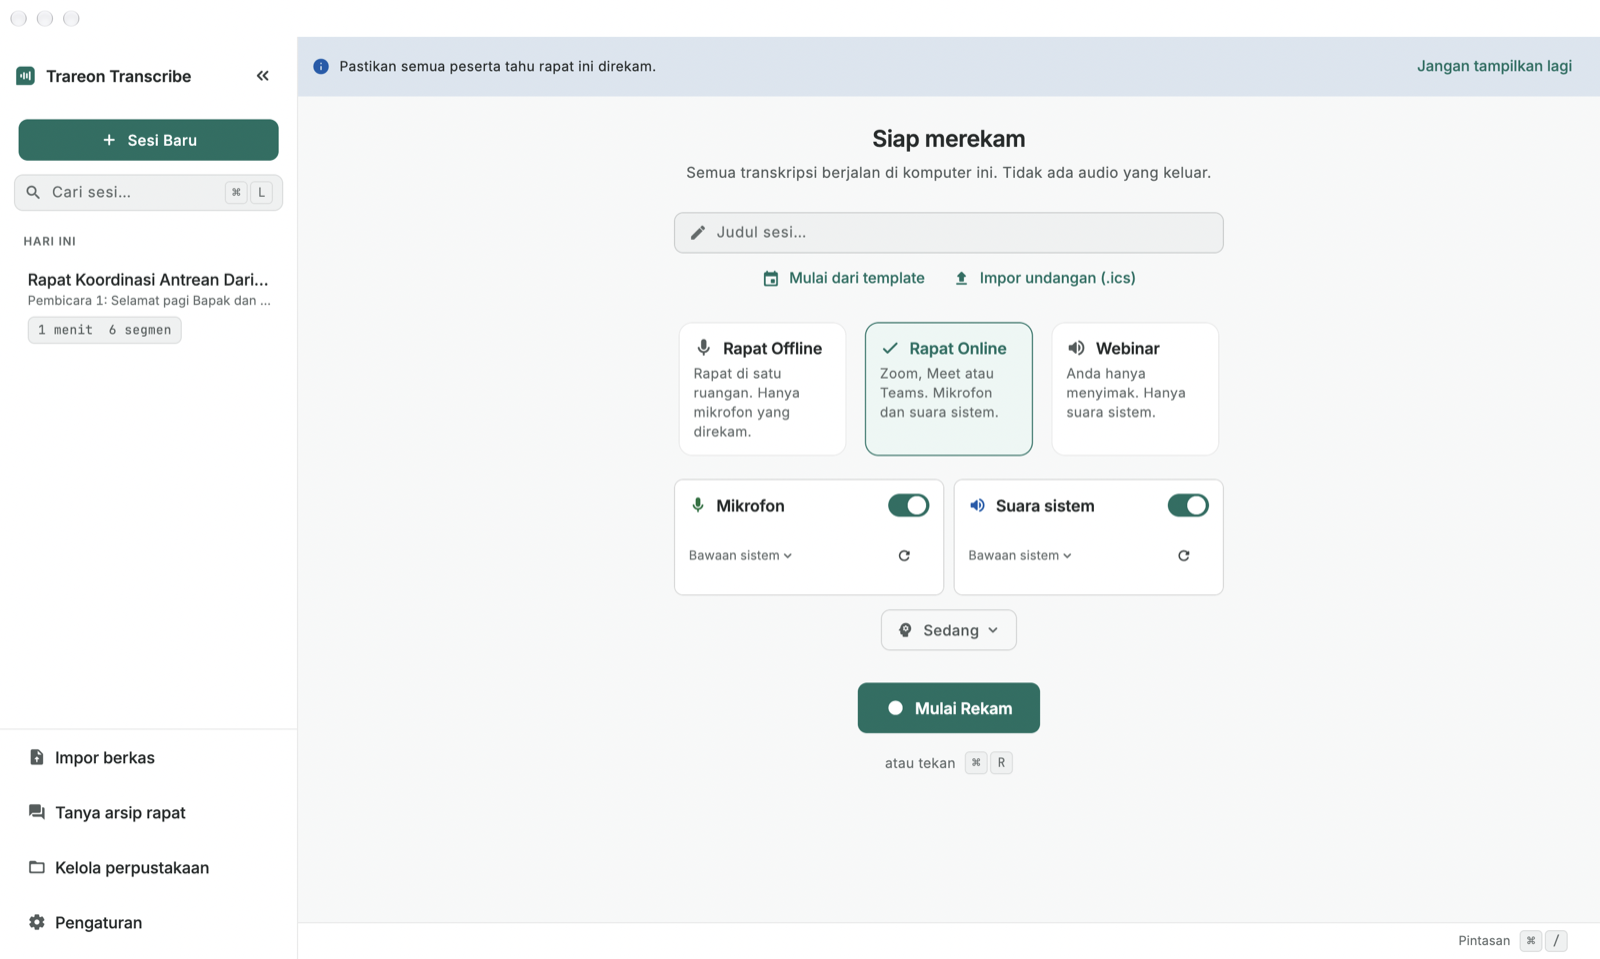 Trareon Transcribe
Sesi Baru
Cari sesi...
⌘ L
HARI INI
Rapat Koordinasi Antrean Dari...
Pembicara 1: Selamat pagi Bapak dan ...
1 menit 6 segmen
Impor berkas
Tanya arsip rapat
Kelola perpustakaan
Pengaturan
Pastikan semua peserta tahu rapat ini direkam.
Jangan tampilkan lagi
Siap merekam
Semua transkripsi berjalan di komputer ini. Tidak ada audio yang keluar.
Judul sesi...
Mulai dari template
Impor undangan (.ics)
Rapat Offline
Rapat di satu
ruangan. Hanya
mikrofon yang
direkam.
Rapat Online
Zoom, Meet atau
Teams. Mikrofon
dan suara sistem.
Webinar
Anda hanya
menyimak. Hanya
suara sistem.
Mikrofon
Bawaan sistem
Suara sistem
Bawaan sistem
Sedang
Mulai Rekam
atau tekan ⌘ R
Pintasan ⌘ /